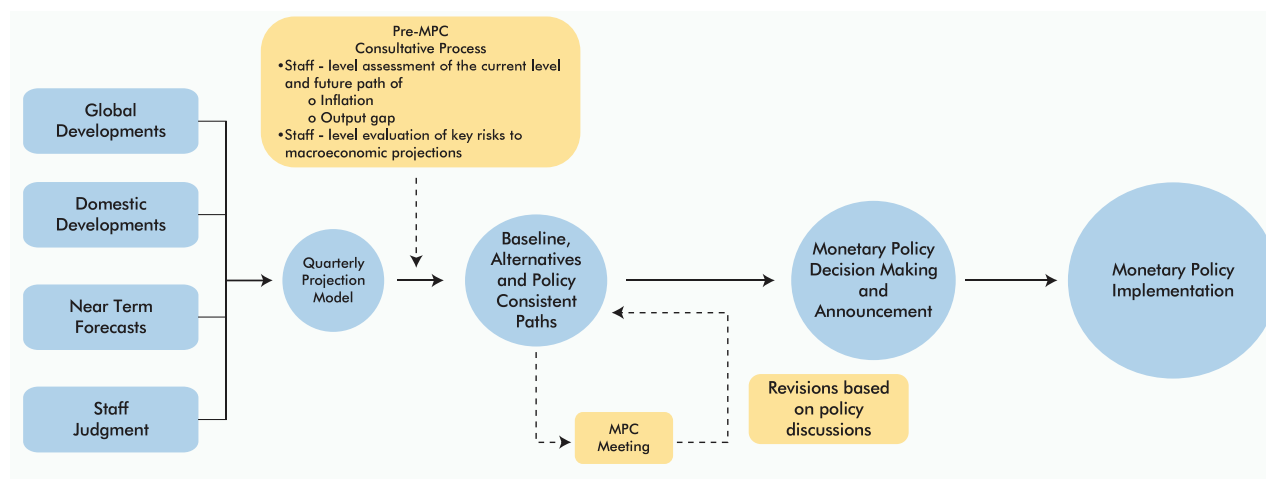 Pre-MPC
Consultative Process
•Staff - level assessment of the current level
and future path of
o Inflation
o Output gap
•Staff - level evaluation of key risks to
macroeconomic projections
Global
Developments
Domestic
Developments
Near Term
Forecasts
Staff
Judgment
Quarterly
Projection
Model
Baseline,
Alternatives
and Policy
Consistent
Paths
MPC
Meeting
Revisions based
on policy
discussions
Monetary Policy
Decision Making
and
Announcement
Monetary Policy
Implementation